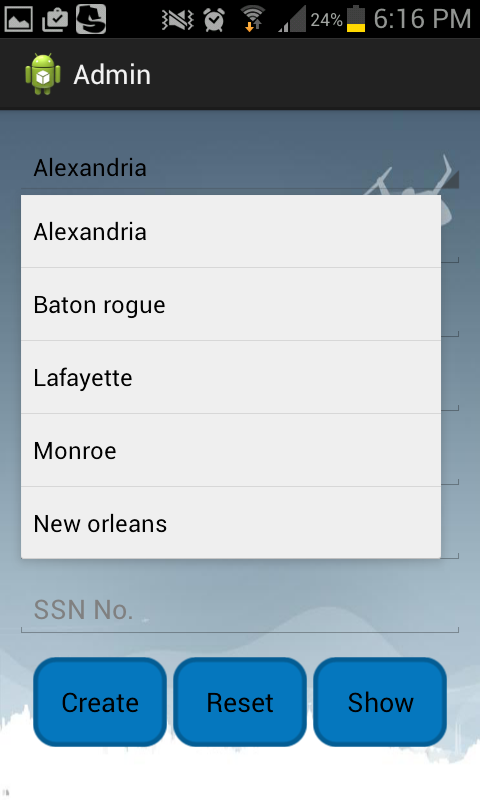 24% 6:16 PM
Admin
Alexandria
Alexandria
Baton rogue
Lafayette
Monroe
New orleans
SSN No.
Create Reset Show